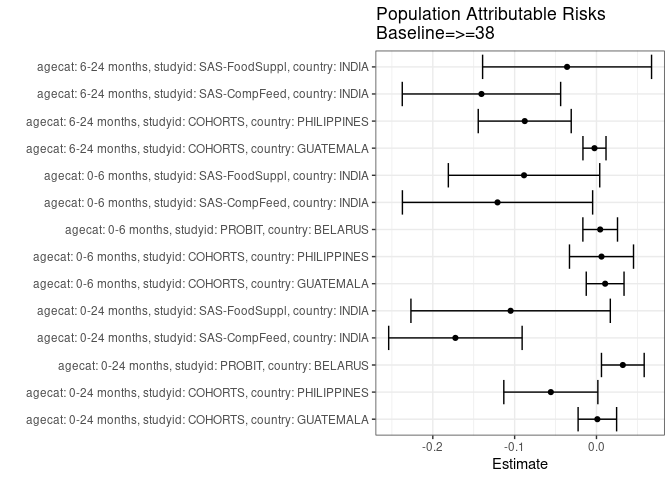 Population Attributable Risks
Baseline=>=38
agecat: 6-24 months, studyid: SAS-FoodSuppl, country: INDIA
agecat: 6-24 months, studyid: SAS-CompFeed, country: INDIA
agecat: 6-24 months, studyid: COHORTS, country: PHILIPPINES
agecat: 6-24 months, studyid: COHORTS, country: GUATEMALA
agecat: 0-6 months, studyid: SAS-FoodSuppl, country: INDIA
agecat: 0-6 months, studyid: SAS-CompFeed, country: INDIA
agecat: 0-6 months, studyid: PROBIT, country: BELARUS
agecat: 0-6 months, studyid: COHORTS, country: PHILIPPINES
agecat: 0-6 months, studyid: COHORTS, country: GUATEMALA
agecat: 0-24 months, studyid: SAS-FoodSuppl, country: INDIA
agecat: 0-24 months, studyid: SAS-CompFeed, country: INDIA
agecat: 0-24 months, studyid: PROBIT, country: BELARUS
agecat: 0-24 months, studyid: COHORTS, country: PHILIPPINES
agecat: 0-24 months, studyid: COHORTS, country: GUATEMALA
-0.2 -0.1 0.0
Estimate